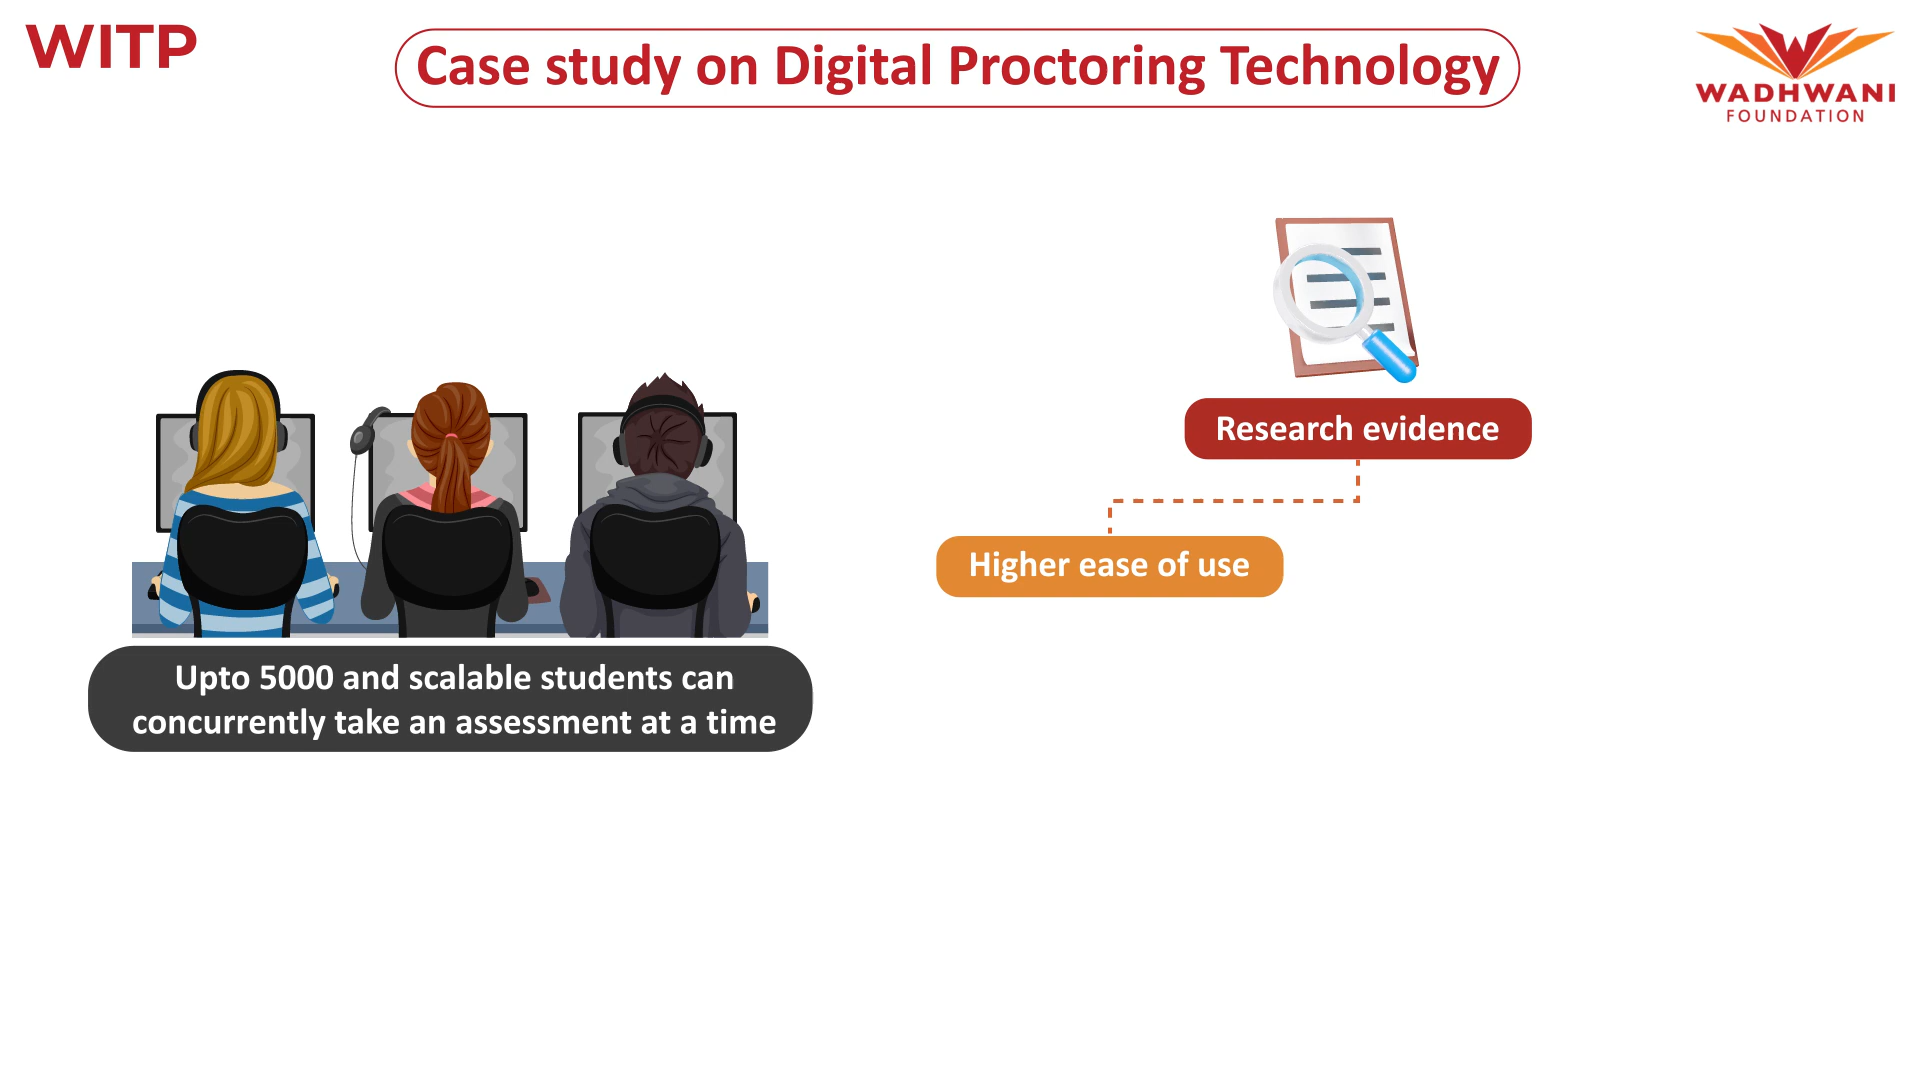 WITP
Case study on Digital Proctoring Technology
WADHWANI
FOUNDATION
Research evidence
Higher ease of use
Upto 5000 and scalable students can
concurrently take an assessment at a time